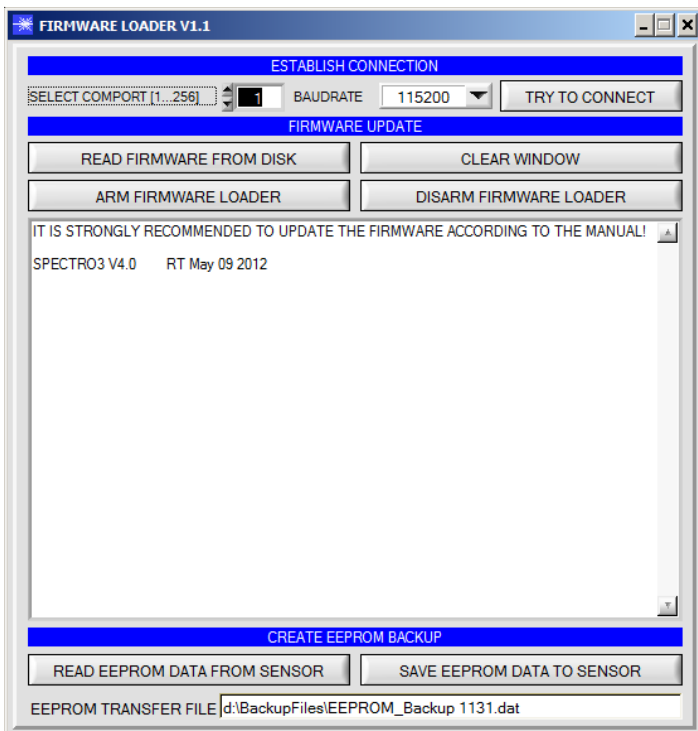 FIRMWARE LOADER V1.1
ESTABLISH CONNECTION
SELECT COMPORT [1...256] 1 BAUDRATE 115200 TRY TO CONNECT
FIRMWARE UPDATE
READ FIRMWARE FROM DISK CLEAR WINDOW
ARM FIRMWARE LOADER DISARM FIRMWARE LOADER
IT IS STRONGLY RECOMMENDED TO UPDATE THE FIRMWARE ACCORDING TO THE MANUAL!
SPECTRO3 V4.0 RT May 09 2012
CREATE EEPROM BACKUP
READ EEPROM DATA FROM SENSOR SAVE EEPROM DATA TO SENSOR
EEPROM TRANSFER FILE d:\BackupFiles\EEPROM_Backup 1131.dat